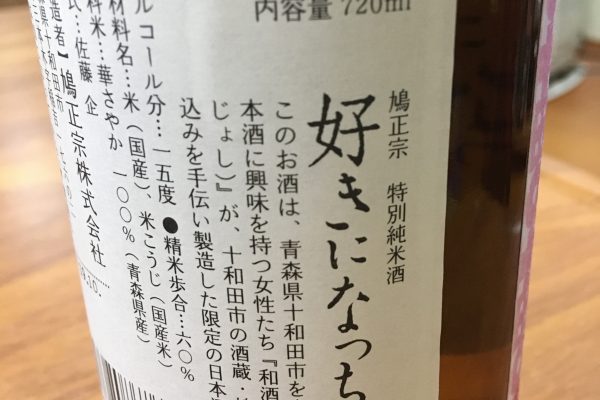 内容量 720ml
鳩正宗 特別純米酒
好きになっち
このお酒は、青森県十和田市を
本酒に興味を持つ女性たち『和酒
じょし)』が、十和田市の酒蔵・
込みを手伝い製造した限定の日本
ルコール分…一五度 ●精米歩合…六〇%
材料名…米(国産)、米こうじ(国産米)
料米…華さやか 一〇〇%(青森県産)
氏…佐藤 企
造者】鳩正宗株式会社
県十和田市